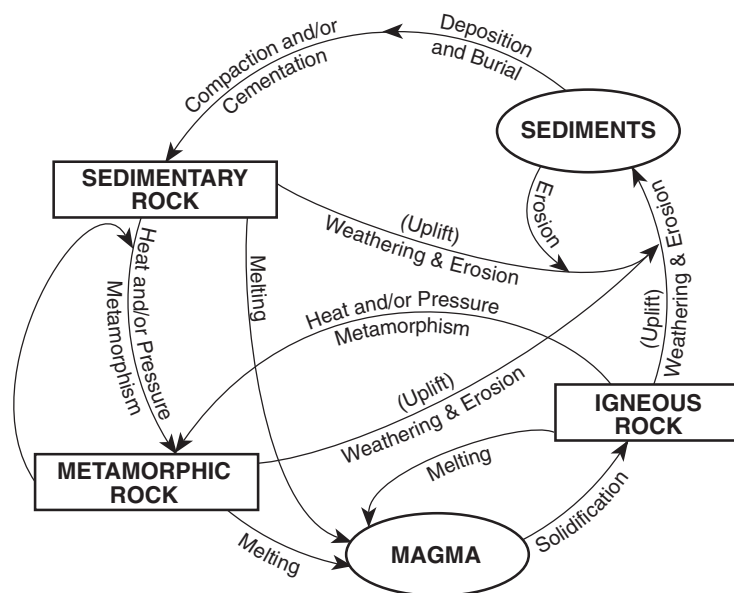 Deposition
and Burial
Compaction and/or
Cementation
SEDIMENTS
SEDIMENTARY
ROCK
Erosion
(Uplift)
Weathering & Erosion
(Uplift)
Weathering & Erosion
Heat and/or Pressure
Metamorphism
Melting
Heat and/or Pressure
Metamorphism
(Uplift)
Weathering & Erosion
IGNEOUS
ROCK
METAMORPHIC
ROCK
Melting
Melting
Solidification
MAGMA